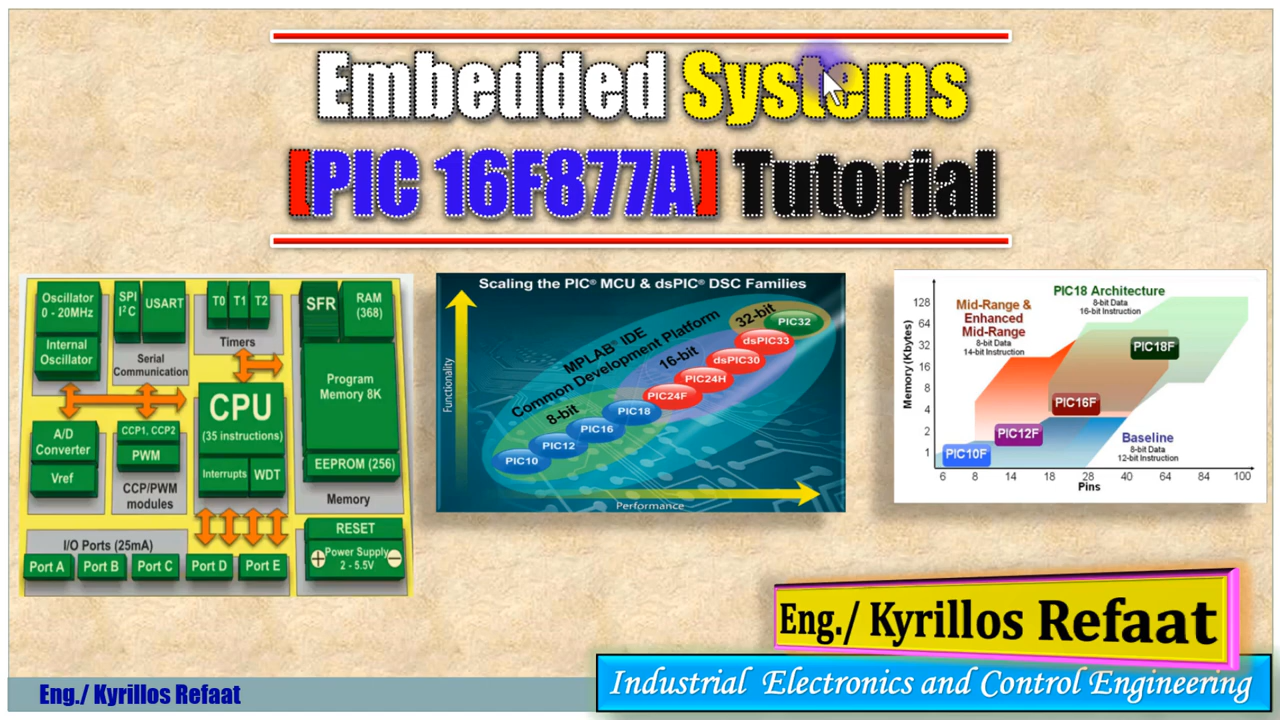 Embedded Systems
[PIC 16F877A] Tutorial
Oscillator
0 - 20MHz
Internal
Oscillator
SPI
I²C
USART
Serial
Communication
T0 T1 T2
Timers
SFR
RAM
(368)
Program
Memory 8K
EEPROM (256)
Memory
CPU
(35 instructions)
Interrupts
WDT
A/D
Converter
Vref
CCP1, CCP2
PWM
CCP/PWM
modules
I/O Ports (25mA)
Port A Port B Port C Port D Port E
RESET
Power Supply
2 - 5.5V
Scaling the PIC® MCU & dsPIC® DSC Families
Functionality
MPLAB® IDE
Common Development Platform
8-bit
16-bit
32-bit
PIC10
PIC12
PIC16
PIC18
PIC24F
PIC24H
dsPIC30
dsPIC33
PIC32
Performance
Memory (Kbytes)
128
64
32
16
8
4
2
1
Mid-Range &
Enhanced
Mid-Range
8-bit Data
14-bit Instruction
PIC18 Architecture
8-bit Data
16-bit Instruction
PIC18F
PIC16F
PIC12F
PIC10F
Baseline
8-bit Data
12-bit Instruction
6 8 14 18 28 40 64 84 100
Pins
Eng./ Kyrillos Refaat
Industrial Electronics and Control Engineering
Eng./ Kyrillos Refaat